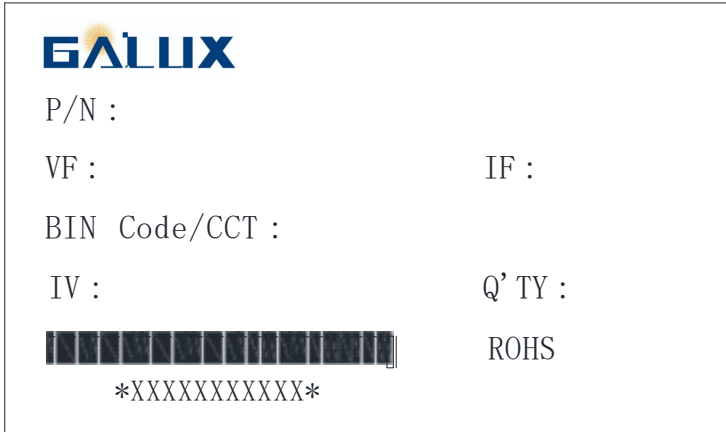 GALUX
P/N：
VF： IF：
BIN Code/CCT：
IV： Q'TY：
ROHS
*XXXXXXXXXXX*